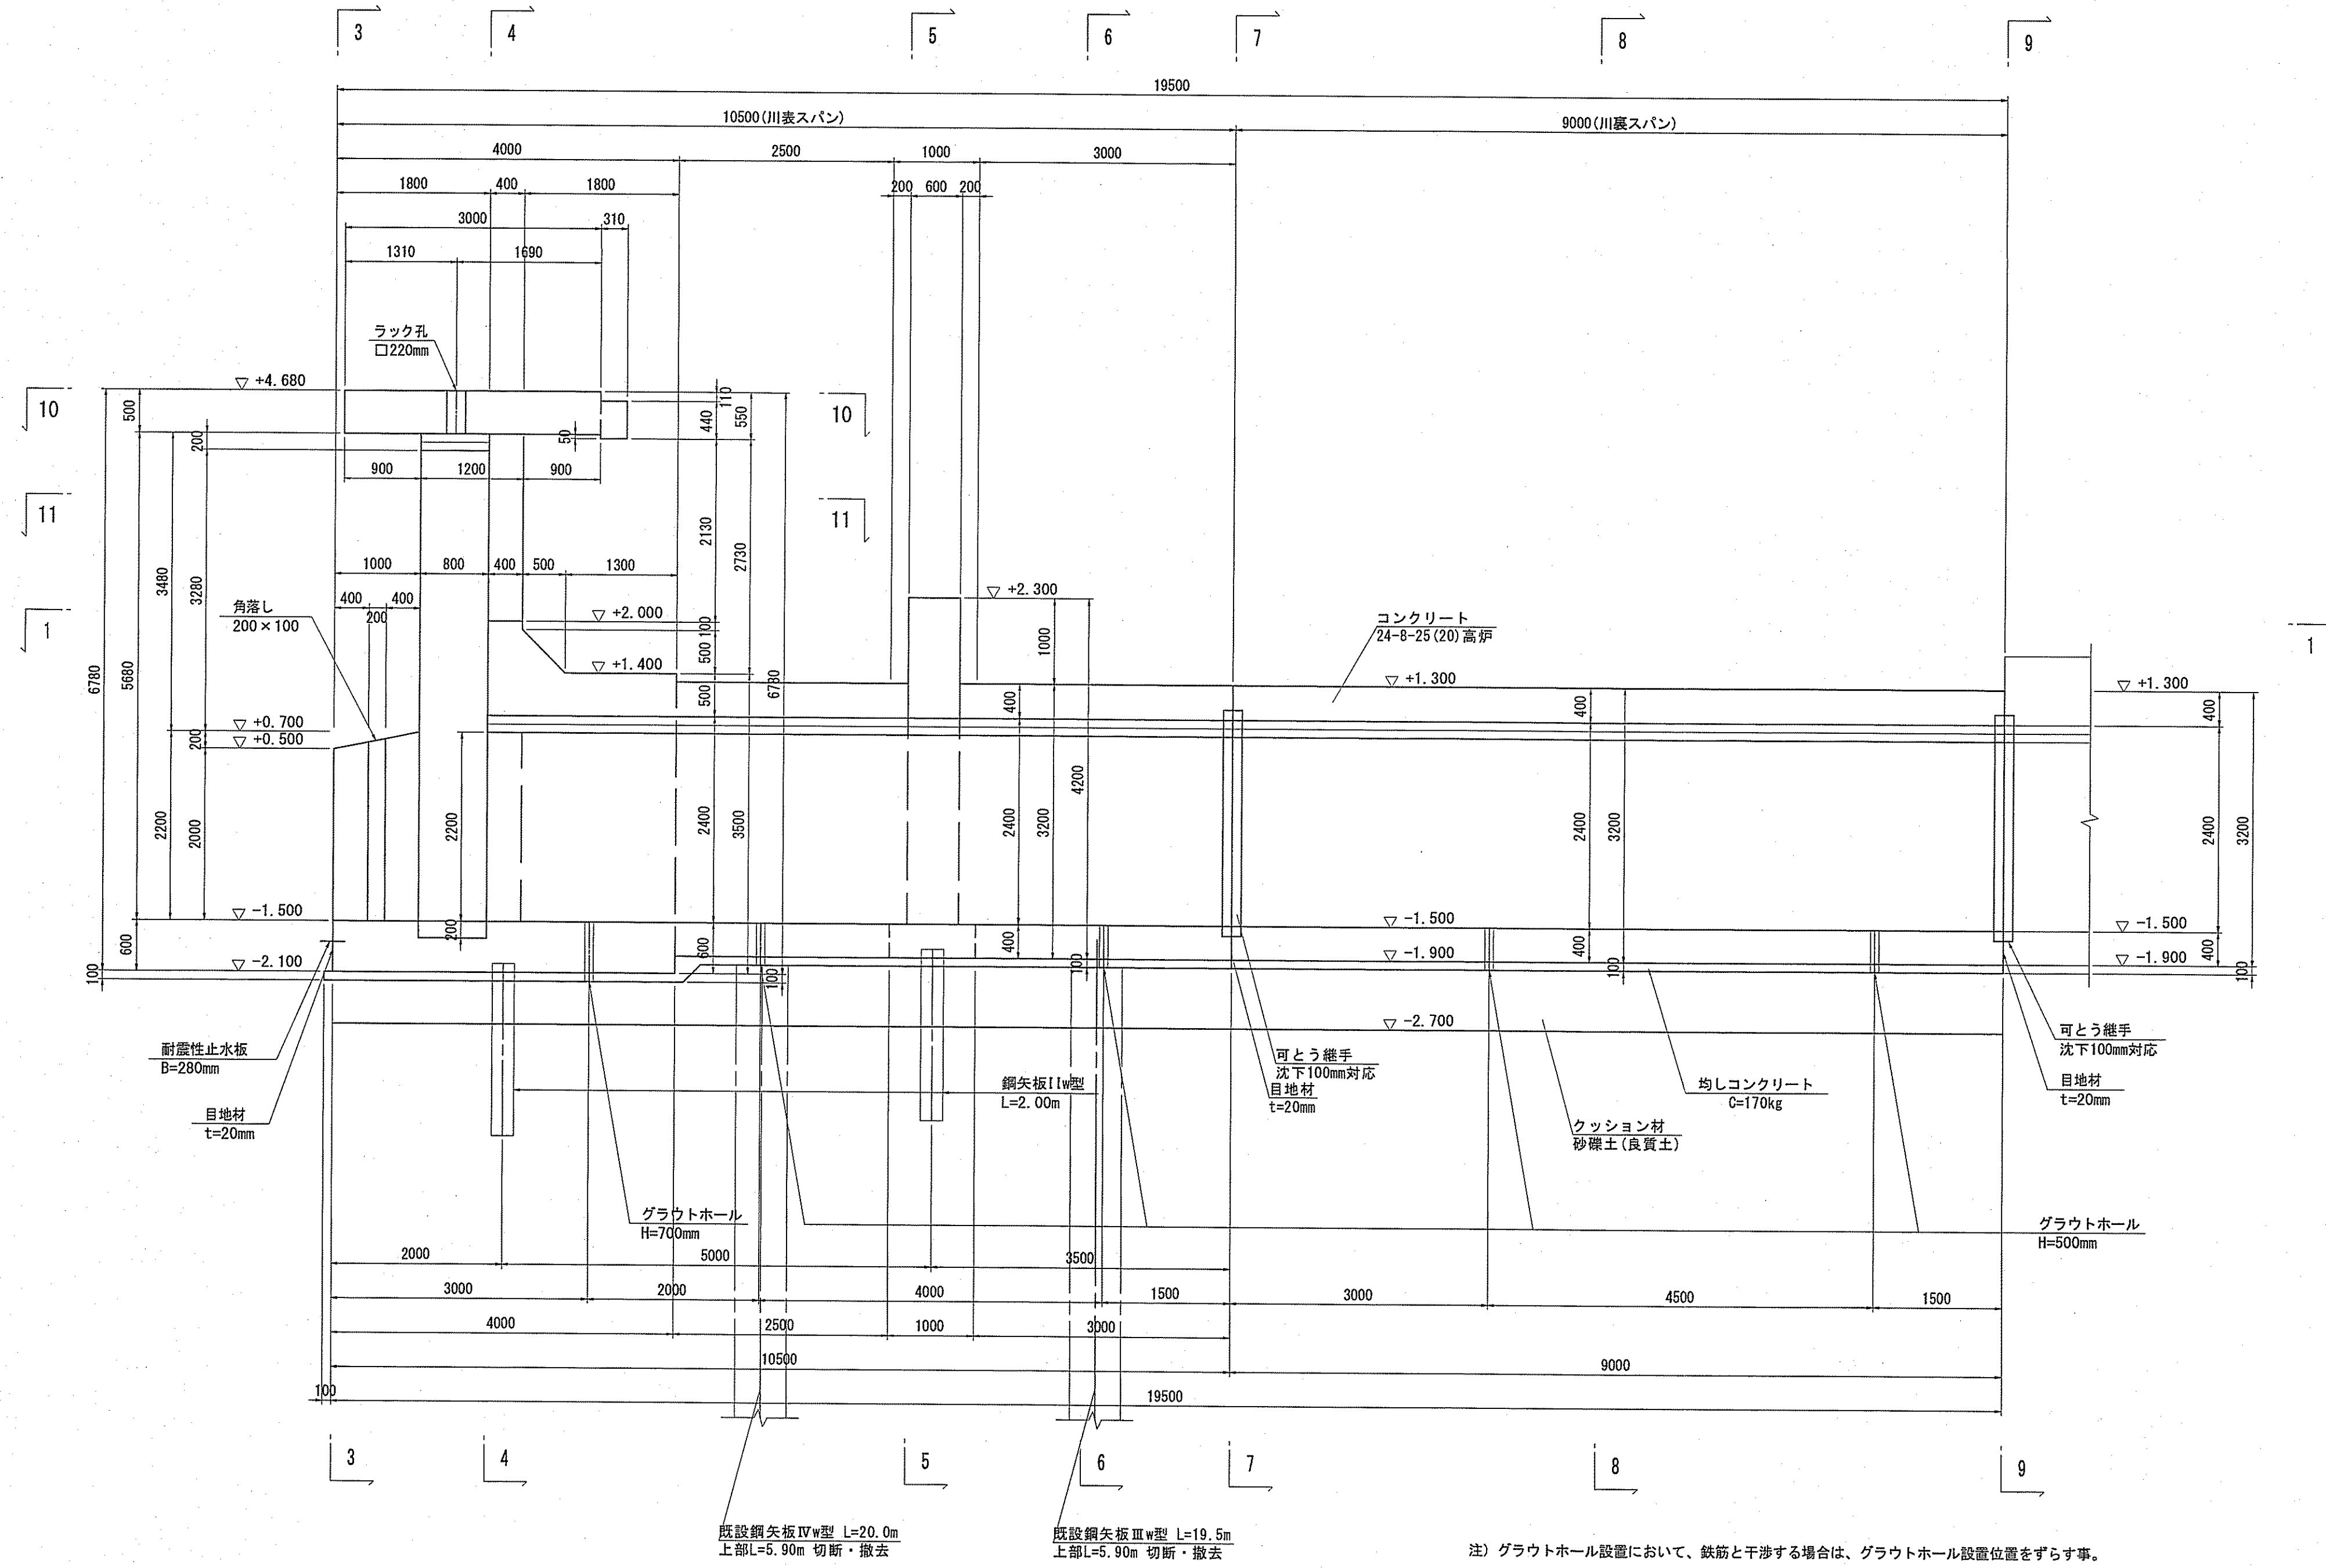 3 4 5 6 7 8 9
19500
10500(川表スパン) 9000(川裏スパン)
4000 2500 1000 3000
1800 400 1800 200 600 200
3000 310
1310 1690
ラック孔
□220mm
▽ +4.680
10 10
500 200 110 440 550 50
900 1200 900
11 11
2130 2730
3480 3280
1000 800 400 500 1300
400 200 400
角落し
200×100
▽ +2.000
▽ +2.300
100 500
▽ +1.400
1 1
コンクリート
24-8-25(20)高炉
1000
6780 5680 6780
500 400 400 400
▽ +1.300 ▽ +1.300
▽ +0.700
▽ +0.500
200
2200 2000 2200 2400 3500 2400 3200 4200 2400 3200 2400 3200
▽ -1.500 ▽ -1.500 ▽ -1.500
600 200 600 400 400 400
▽ -2.100 ▽ -1.900 ▽ -1.900
100 100 100 100 100
▽ -2.700
耐震性止水板
B=280mm
目地材
t=20mm
鋼矢板IIw型
L=2.00m
可とう継手
沈下100mm対応
目地材
t=20mm
均しコンクリート
C=170kg
クッション材
砂礫土(良質土)
可とう継手
沈下100mm対応
目地材
t=20mm
グラウトホール
H=700mm
グラウトホール
H=500mm
2000 5000 3500
3000 2000 4000 1500 3000 4500 1500
4000 2500 1000 3000
10500 9000
100 19500
3 4 5 6 7 8 9
既設鋼矢板Ⅳw型 L=20.0m
上部L=5.90m 切断・撤去
既設鋼矢板Ⅲw型 L=19.5m
上部L=5.90m 切断・撤去
注) グラウトホール設置において、鉄筋と干渉する場合は、グラウトホール設置位置をずらす事。